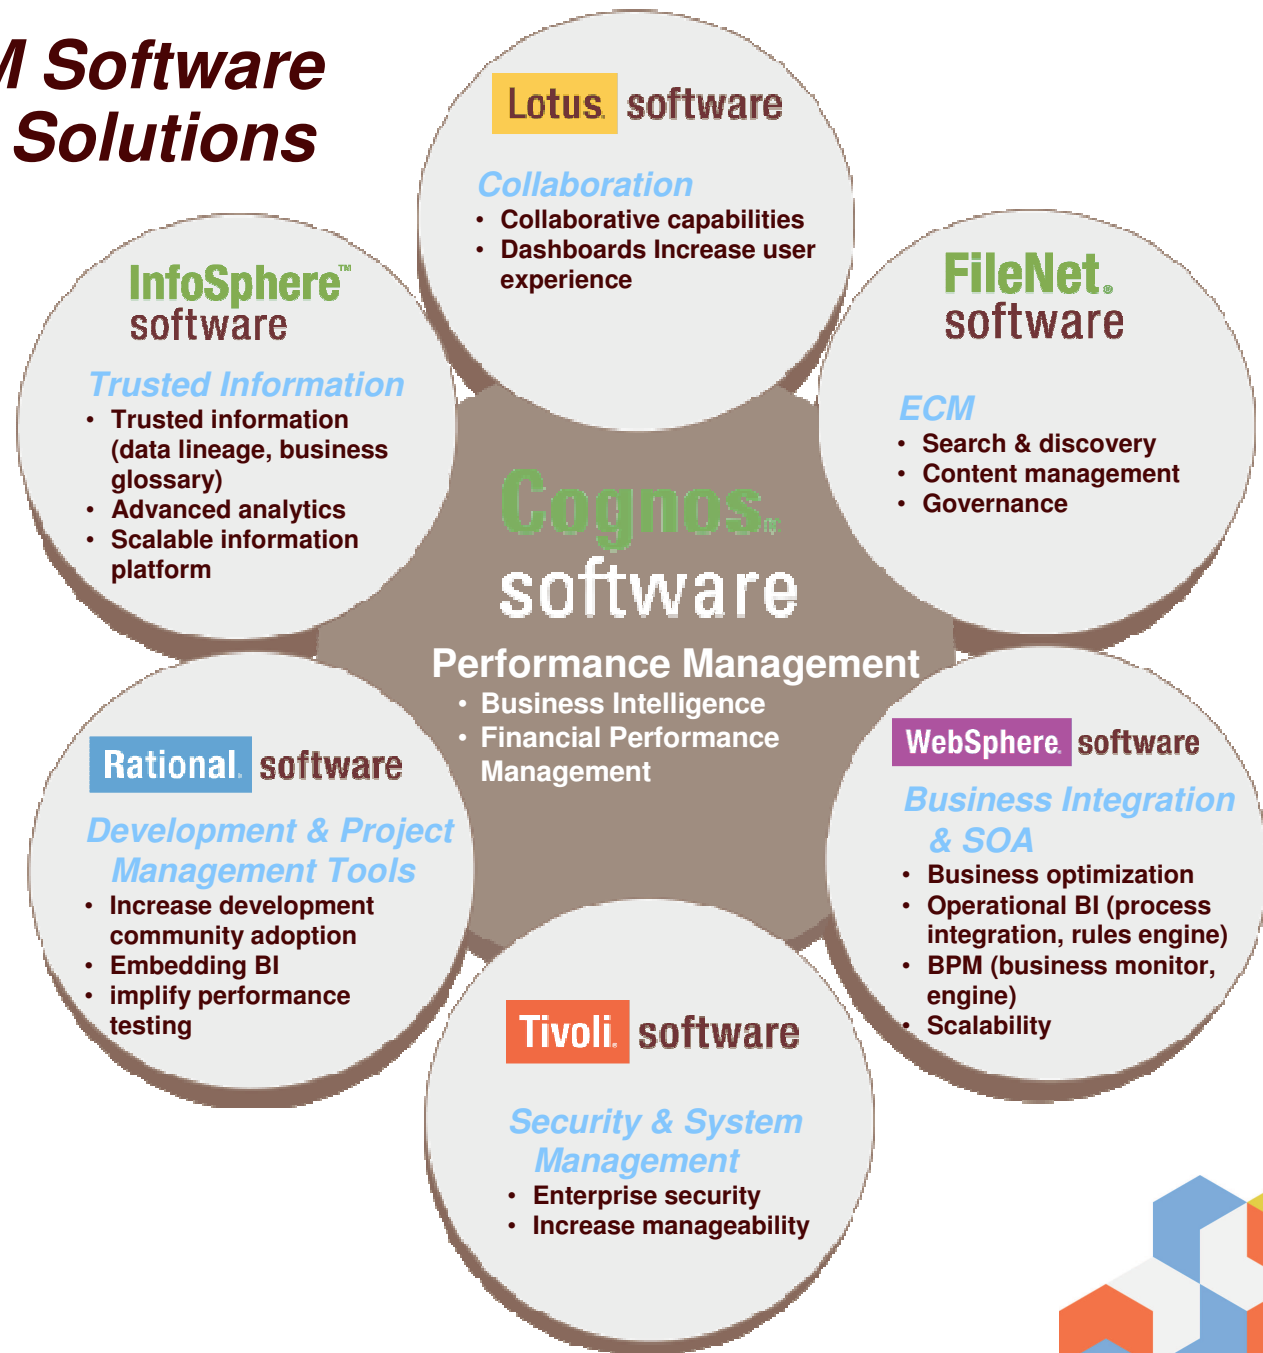 M Software
Solutions
Lotus. software
Collaboration
• Collaborative capabilities
• Dashboards Increase user
experience
InfoSphere™
software
Trusted Information
• Trusted information
(data lineage, business
glossary)
• Advanced analytics
• Scalable information
platform
FileNet®
software
ECM
• Search & discovery
• Content management
• Governance
Cognos™
software
Performance Management
• Business Intelligence
• Financial Performance
Management
Rational. software
Development & Project
Management Tools
• Increase development
community adoption
• Embedding BI
• implify performance
testing
WebSphere. software
Business Integration
& SOA
• Business optimization
• Operational BI (process
integration, rules engine)
• BPM (business monitor,
engine)
• Scalability
Tivoli. software
Security & System
Management
• Enterprise security
• Increase manageability